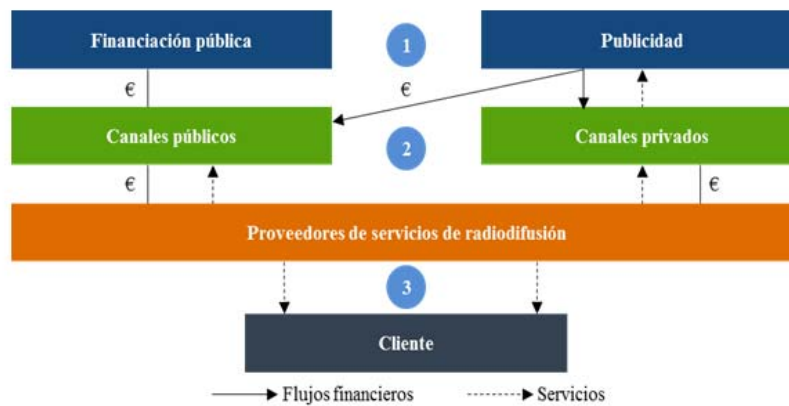 Financiación pública
1
Publicidad
€
€
Canales públicos
2
Canales privados
€
€
Proveedores de servicios de radiodifusión
3
Cliente
Flujos financieros
Servicios